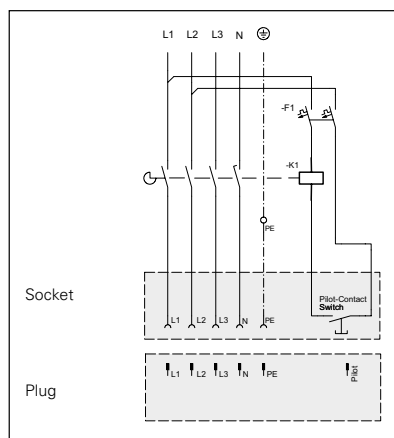 L1 L2 L3 N
-F1
-K1
PE
Socket
Pilot-Contact
Switch
L1 L2 L3 N PE
Plug
L1 L2 L3 N PE Pilot